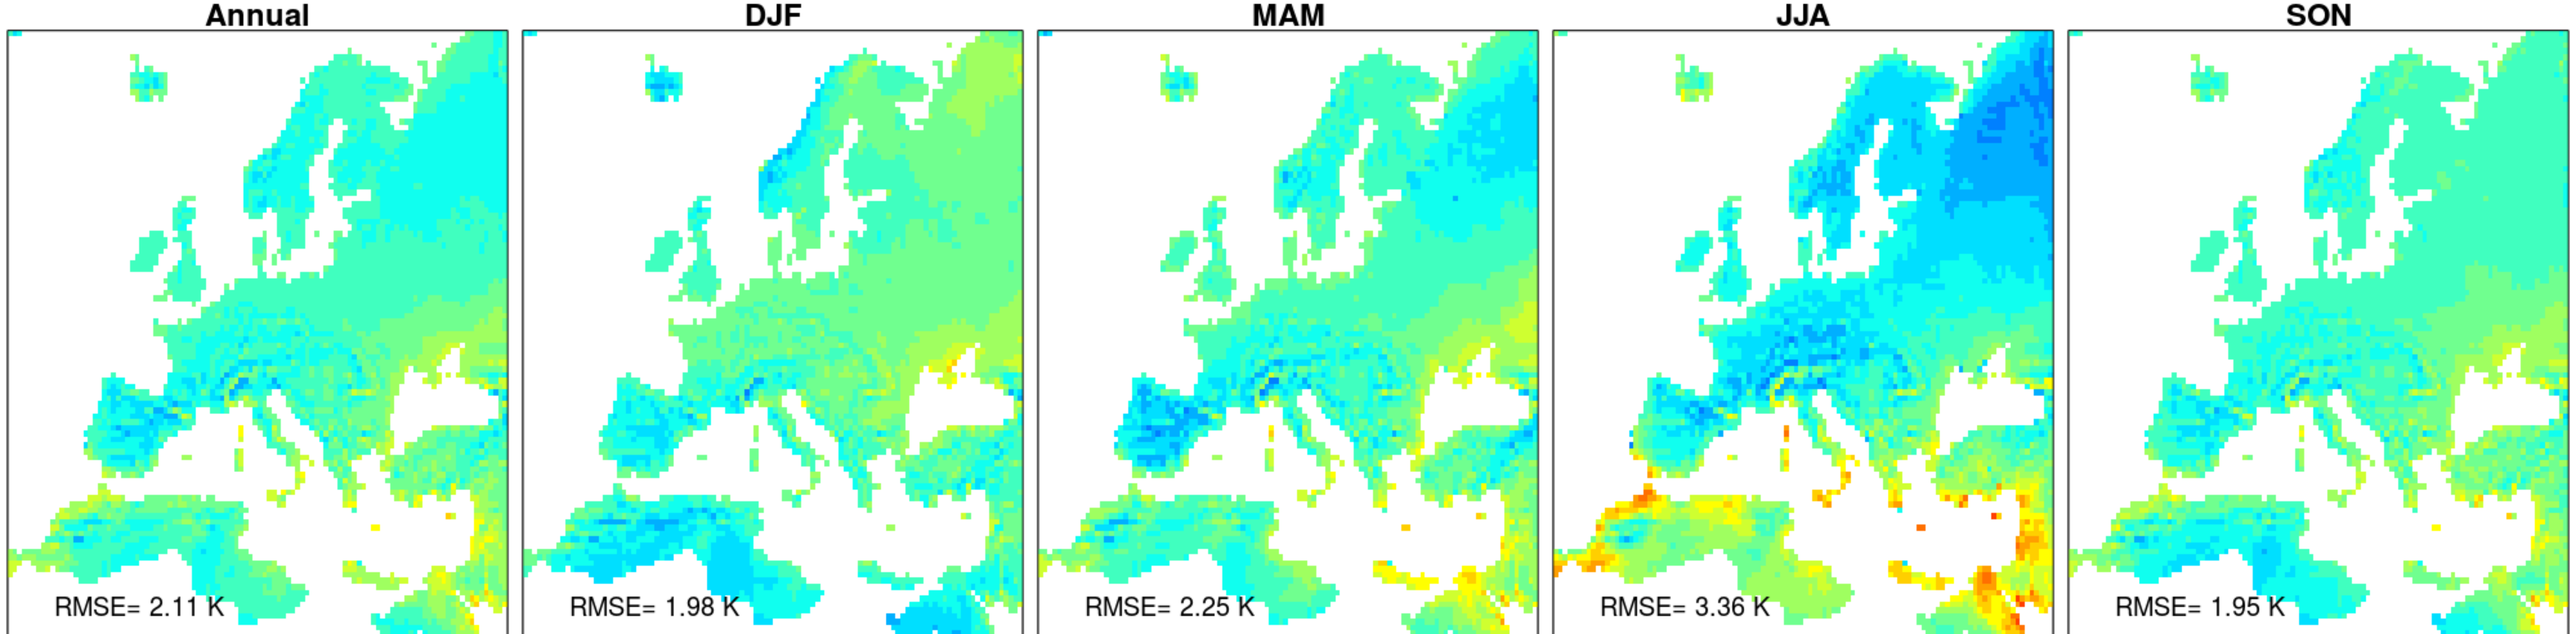 Annual
DJF
MAM
JJA
SON
RMSE= 2.11 K
RMSE= 1.98 K
RMSE= 2.25 K
RMSE= 3.36 K
RMSE= 1.95 K